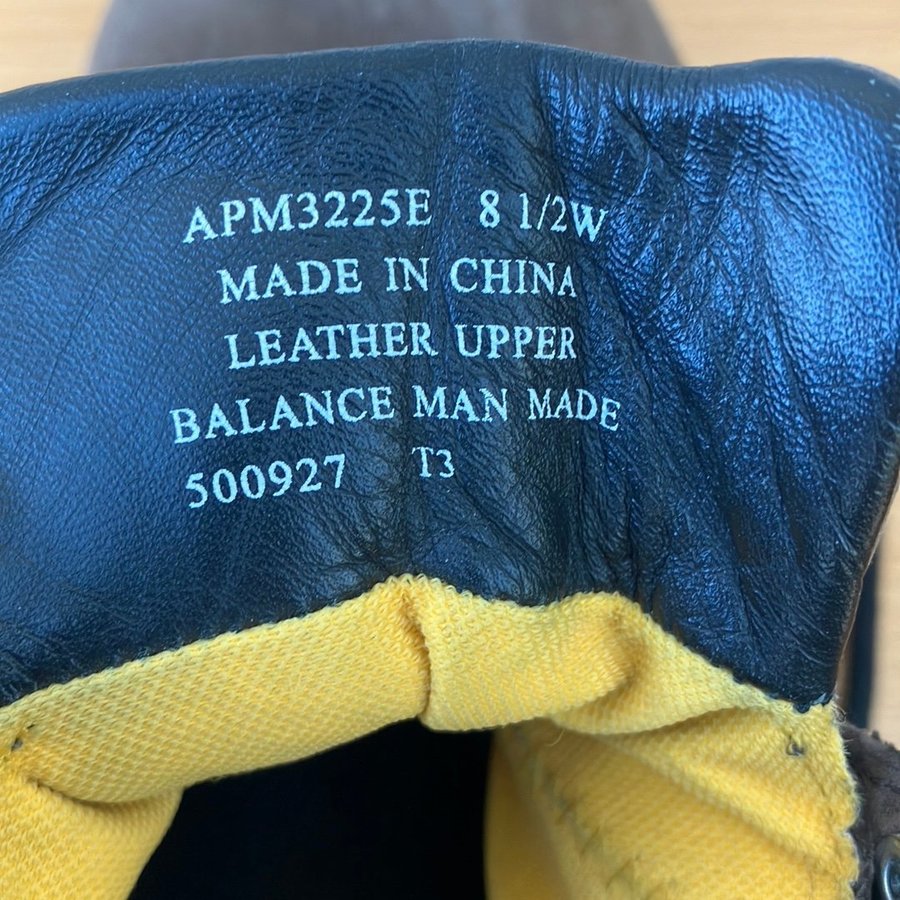 APM3225E 8 1/2W
MADE IN CHINA
LEATHER UPPER
BALANCE MAN MADE
500927 T3